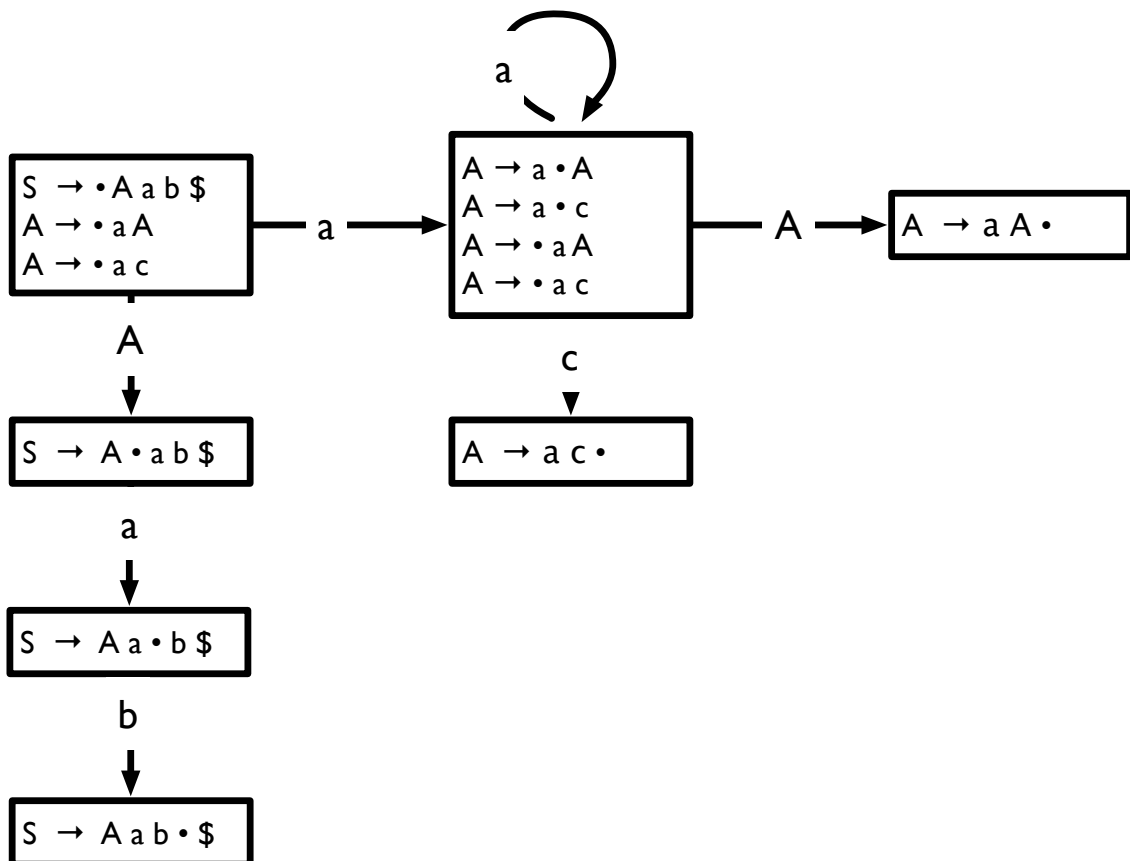 a
S → • A a b $
A → • a A
A → • a c
a
A → a • A
A → a • c
A → • a A
A → • a c
A
A → a A •
A
c
S → A • a b $
A → a c •
a
S → A a • b $
b
S → A a b • $